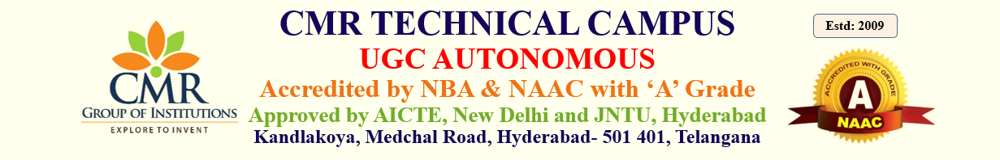 CMR
GROUP OF INSTITUTIONS
EXPLORE TO INVENT
CMR TECHNICAL CAMPUS
UGC AUTONOMOUS
Accredited by NBA & NAAC with ‘A’ Grade
Approved by AICTE, New Delhi and JNTU, Hyderabad
Kandlakoya, Medchal Road, Hyderabad- 501 401, Telangana
Estd: 2009
ACCREDITED WITH GRADE
A
NAAC